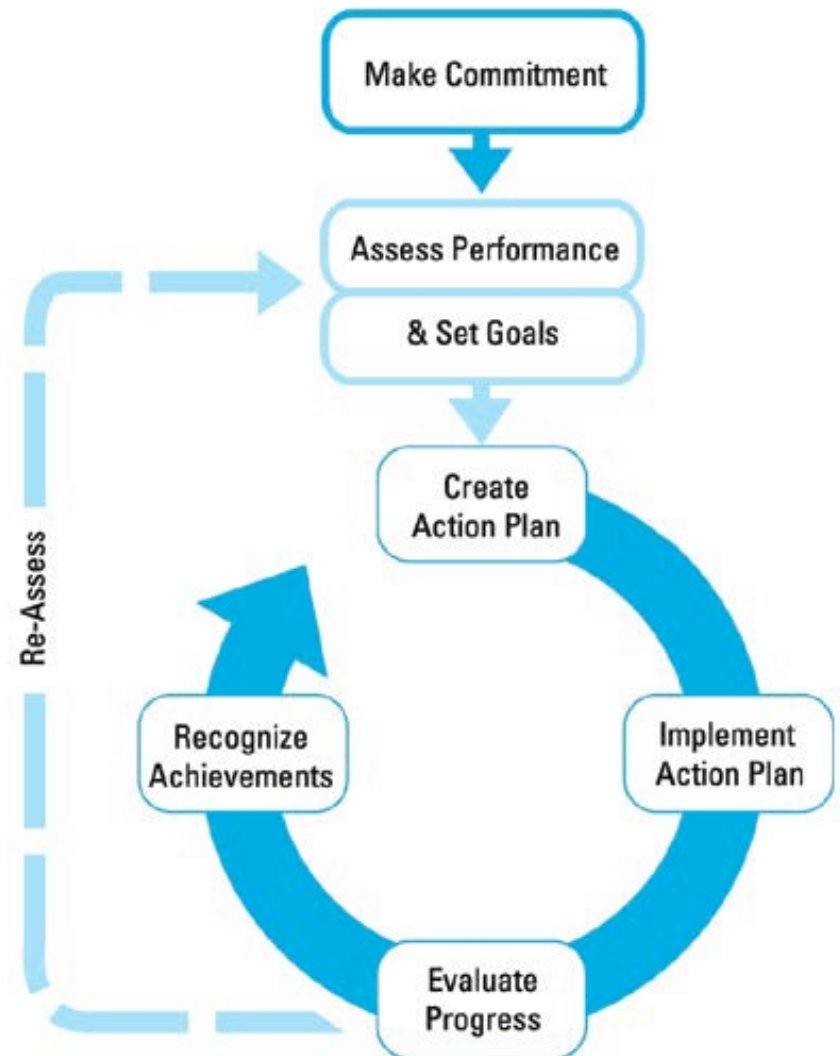 Make Commitment
Assess Performance
& Set Goals
Create
Action Plan
Implement
Action Plan
Evaluate
Progress
Recognize
Achievements
Re-Assess